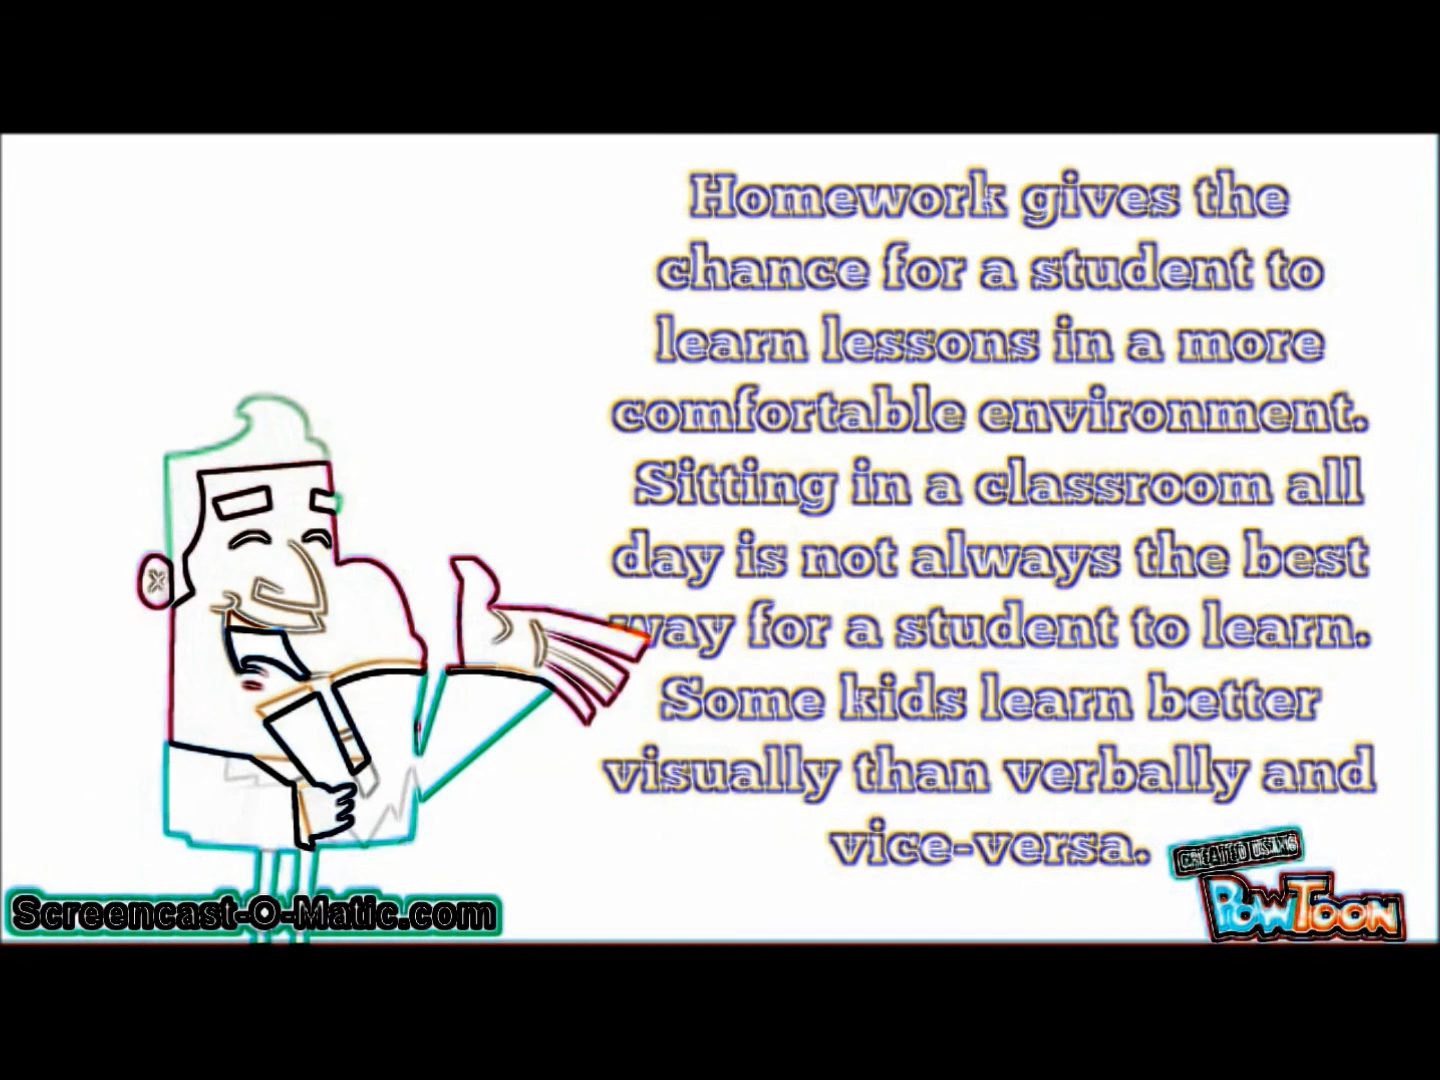 Homework gives the
chance for a student to
learn lessons in a more
comfortable environment.
Sitting in a classroom all
day is not always the best
way for a student to learn.
Some kids learn better
visually than verbally and
vice-versa.
CREATED USING
POWTOON
Screencast-O-Matic.com